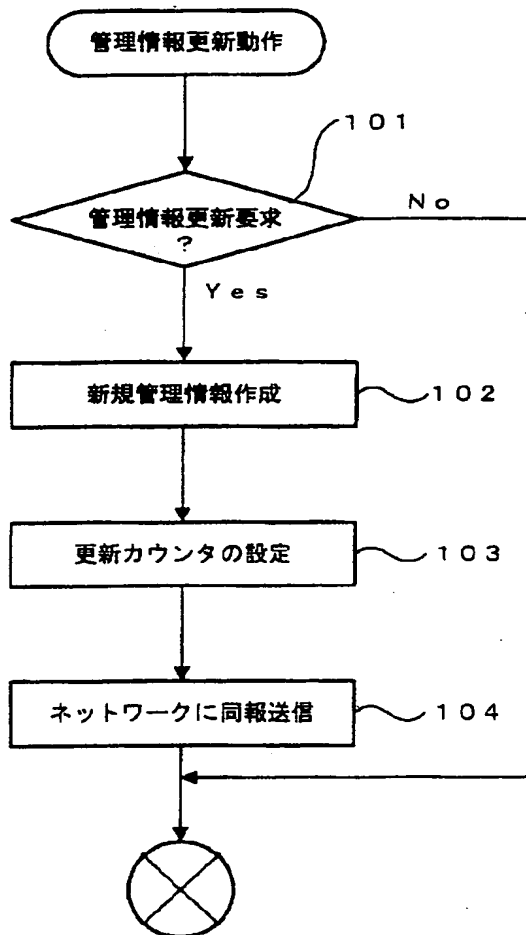 管理情報更新動作
101
管理情報更新要求
?
No
Yes
新規管理情報作成
102
更新カウンタの設定
103
ネットワークに同報送信
104